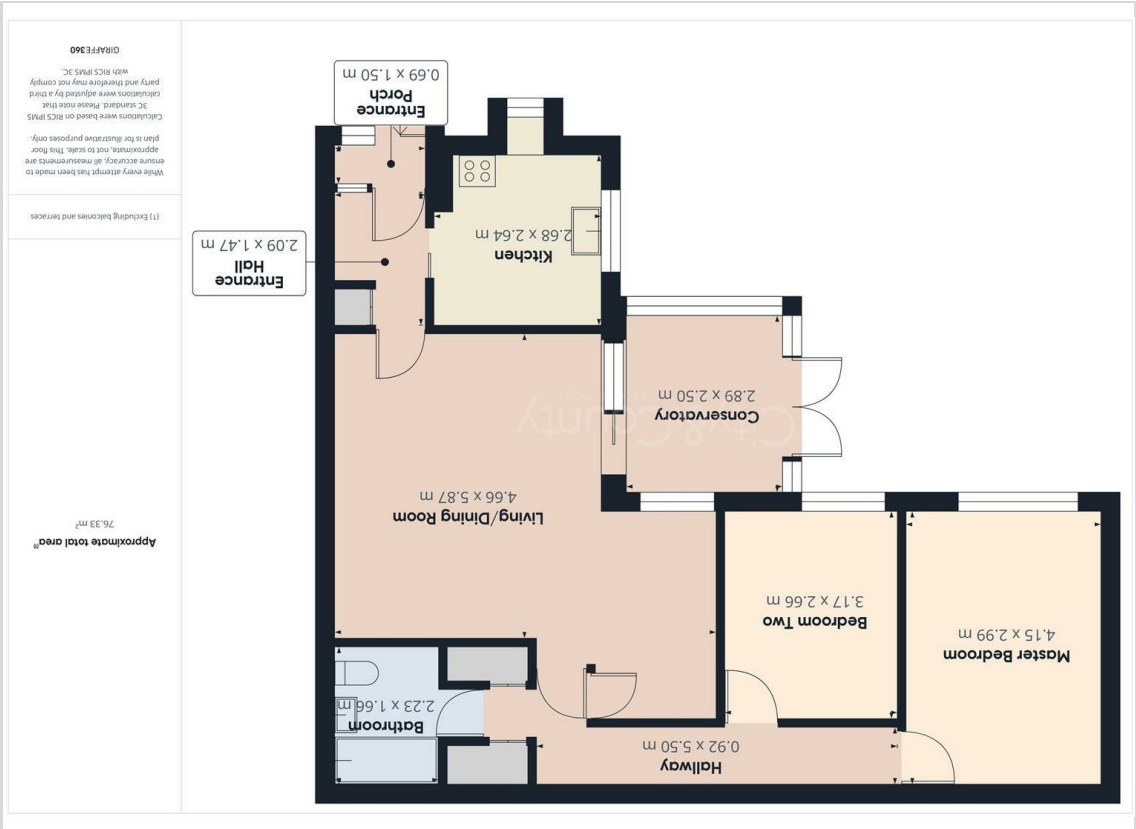 Hallway
0.92 x 5.50 m
Bathroom
2.23 x 1.66 m
Master Bedroom
4.15 x 2.99 m
Bedroom Two
3.17 x 2.66 m
Living/Dining Room
4.66 x 5.87 m
City&County
Conservatory
2.89 x 2.50 m
Entrance
Hall
2.09 x 1.47 m
Kitchen
2.68 x 2.64 m
Entrance
Porch
0.69 x 1.50 m
Approximate total area⁽¹⁾
76.33 m²
(1) Excluding balconies and terraces
While every attempt has been made to
ensure accuracy, all measurements are
approximate, not to scale. This floor
plan is for illustrative purposes only.
Calculations were based on RICS IPMS
3C standard. Please note that
calculations were adjusted by a third
party and therefore may not comply
with RICS IPMS 3C.
GIRAFFE360